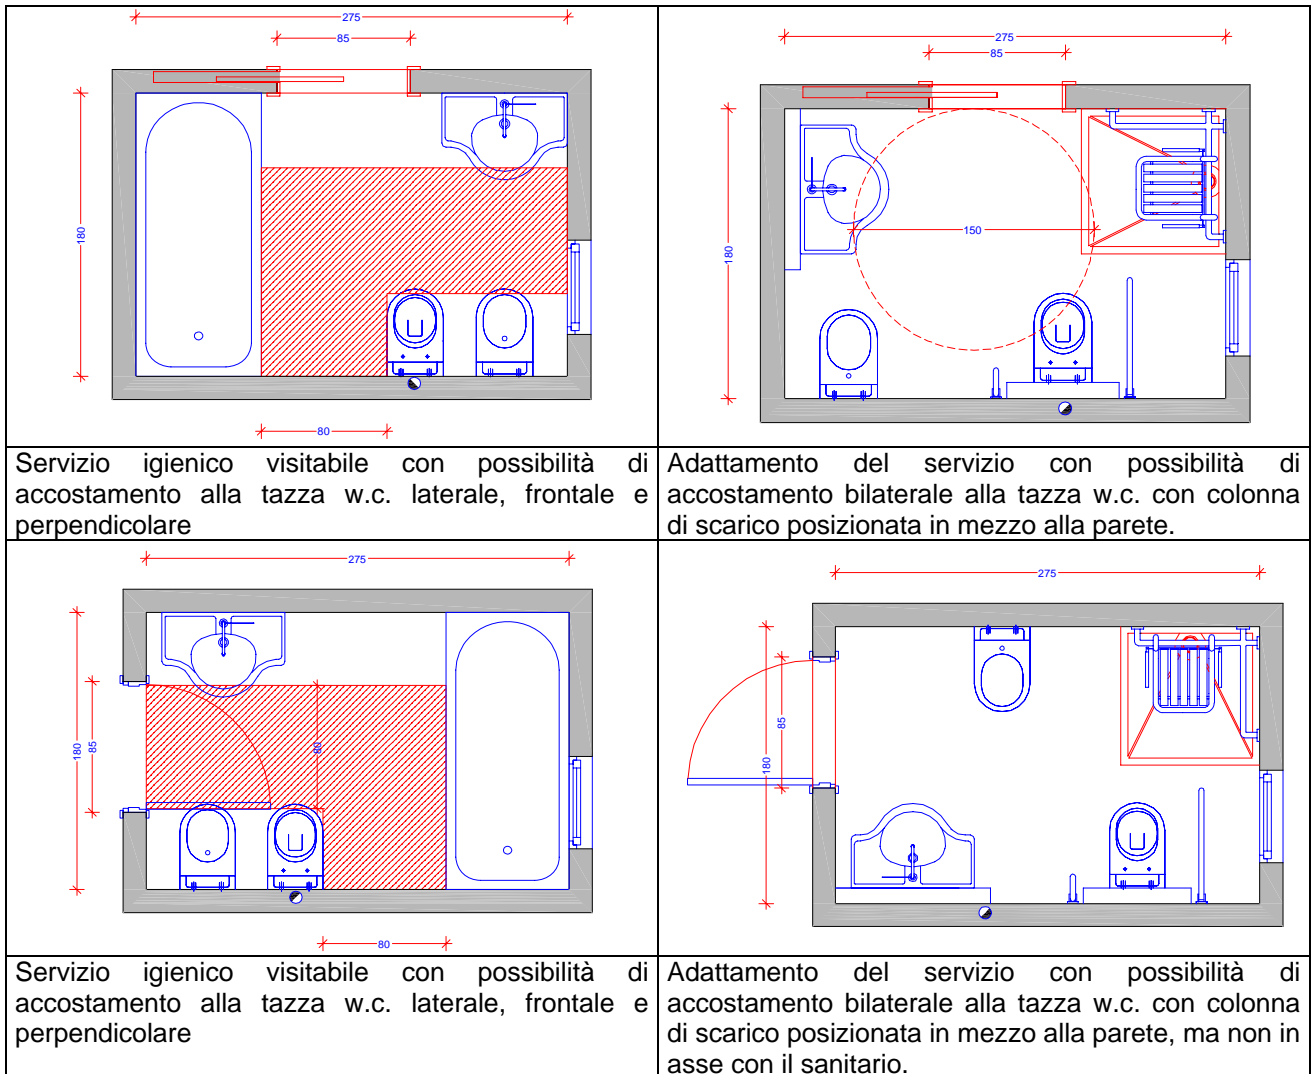 275
85
180
80
275
85
150
180
Servizio igienico visitabile con possibilità di
accostamento alla tazza w.c. laterale, frontale e
perpendicolare
Adattamento del servizio con possibilità di
accostamento bilaterale alla tazza w.c. con colonna
di scarico posizionata in mezzo alla parete.
275
180
85
80
80
275
85
180
Servizio igienico visitabile con possibilità di
accostamento alla tazza w.c. laterale, frontale e
perpendicolare
Adattamento del servizio con possibilità di
accostamento bilaterale alla tazza w.c. con colonna
di scarico posizionata in mezzo alla parete, ma non in
asse con il sanitario.